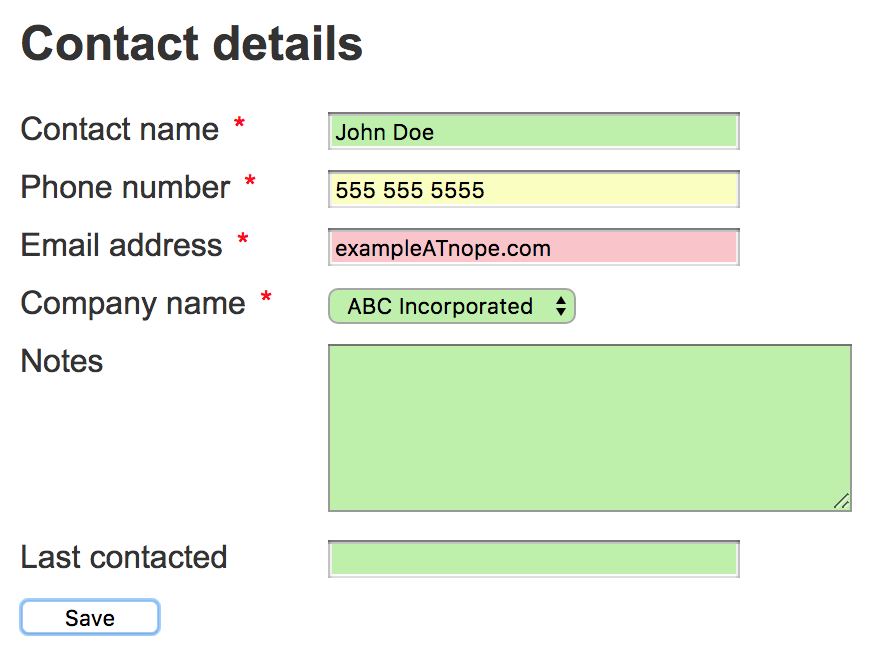 Contact details
Contact name * John Doe
Phone number * 555 555 5555
Email address * exampleATnope.com
Company name * ABC Incorporated
Notes
Last contacted
Save